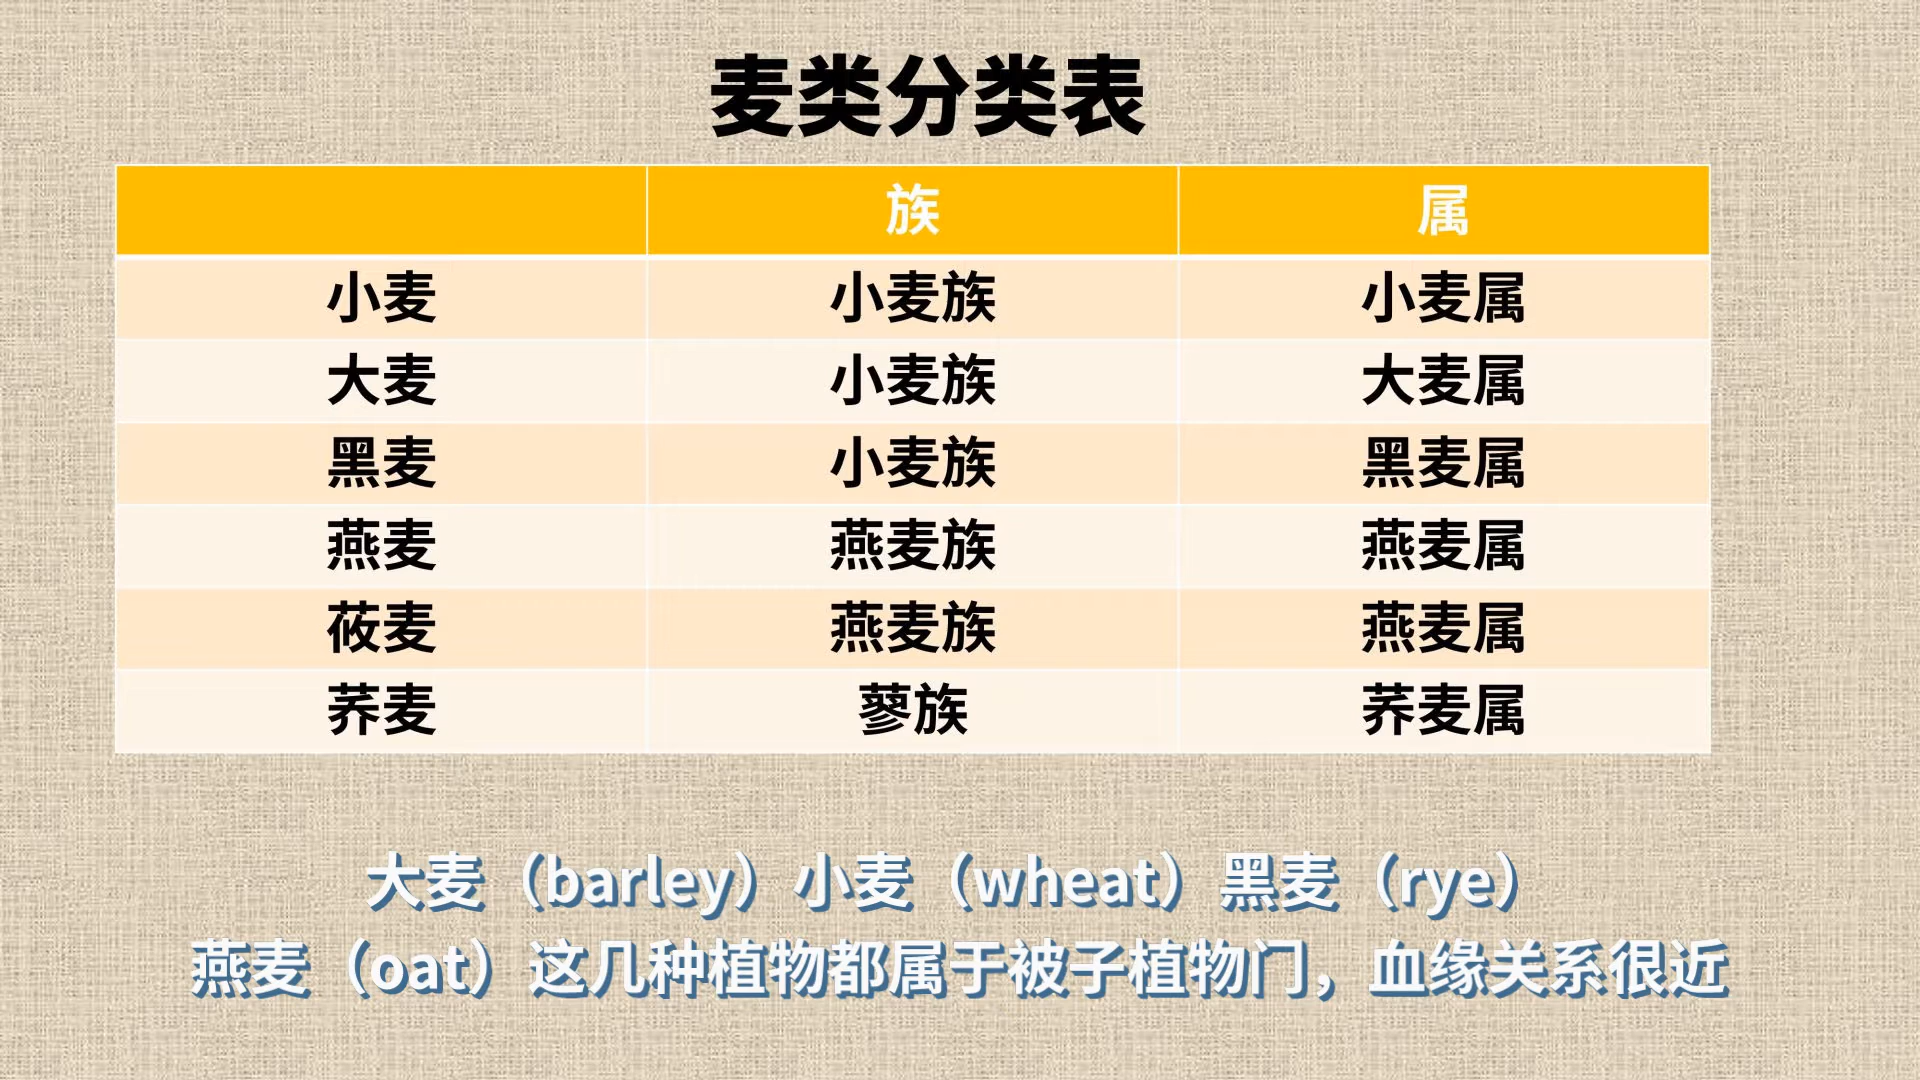 麦类分类表
族 属
小麦 小麦族 小麦属
大麦 小麦族 大麦属
黑麦 小麦族 黑麦属
燕麦 燕麦族 燕麦属
莜麦 燕麦族 燕麦属
荞麦 蓼族 荞麦属
大麦（barley）小麦（wheat）黑麦（rye）
燕麦（oat）这几种植物都属于被子植物门，血缘关系很近